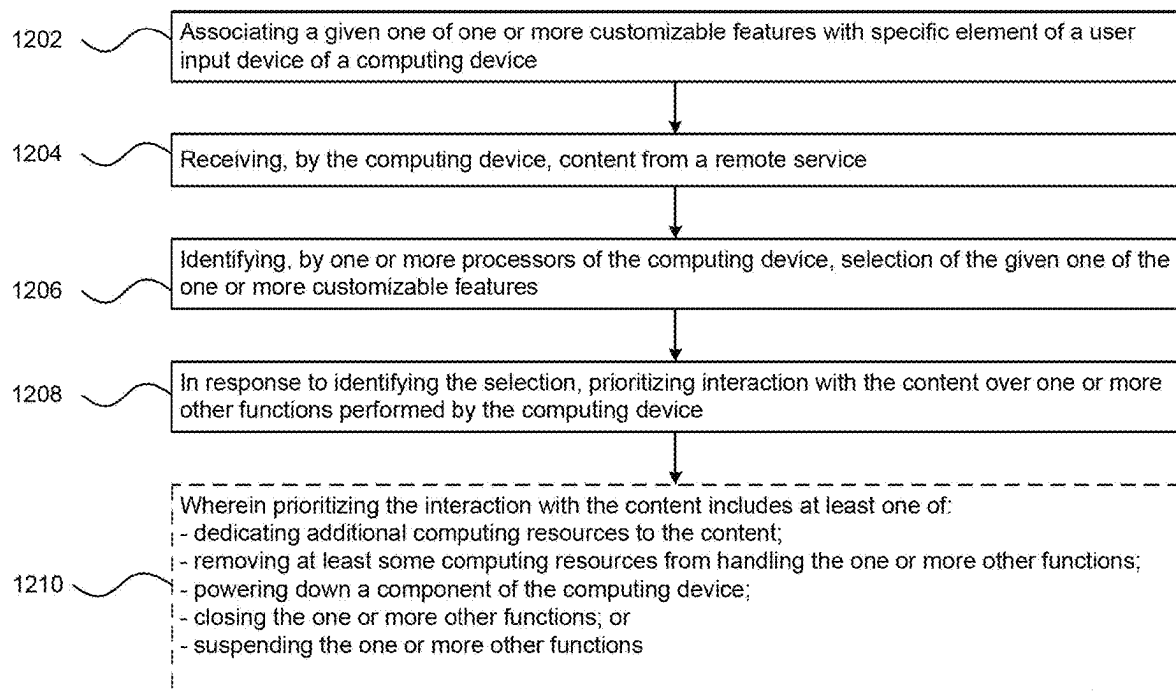 1202
Associating a given one of one or more customizable features with specific element of a user
input device of a computing device
1204
Receiving, by the computing device, content from a remote service
1206
Identifying, by one or more processors of the computing device, selection of the given one of the
one or more customizable features
1208
In response to identifying the selection, prioritizing interaction with the content over one or more
other functions performed by the computing device
1210
Wherein prioritizing the interaction with the content includes at least one of:
- dedicating additional computing resources to the content;
- removing at least some computing resources from handling the one or more other functions;
- powering down a component of the computing device;
- closing the one or more other functions; or
- suspending the one or more other functions